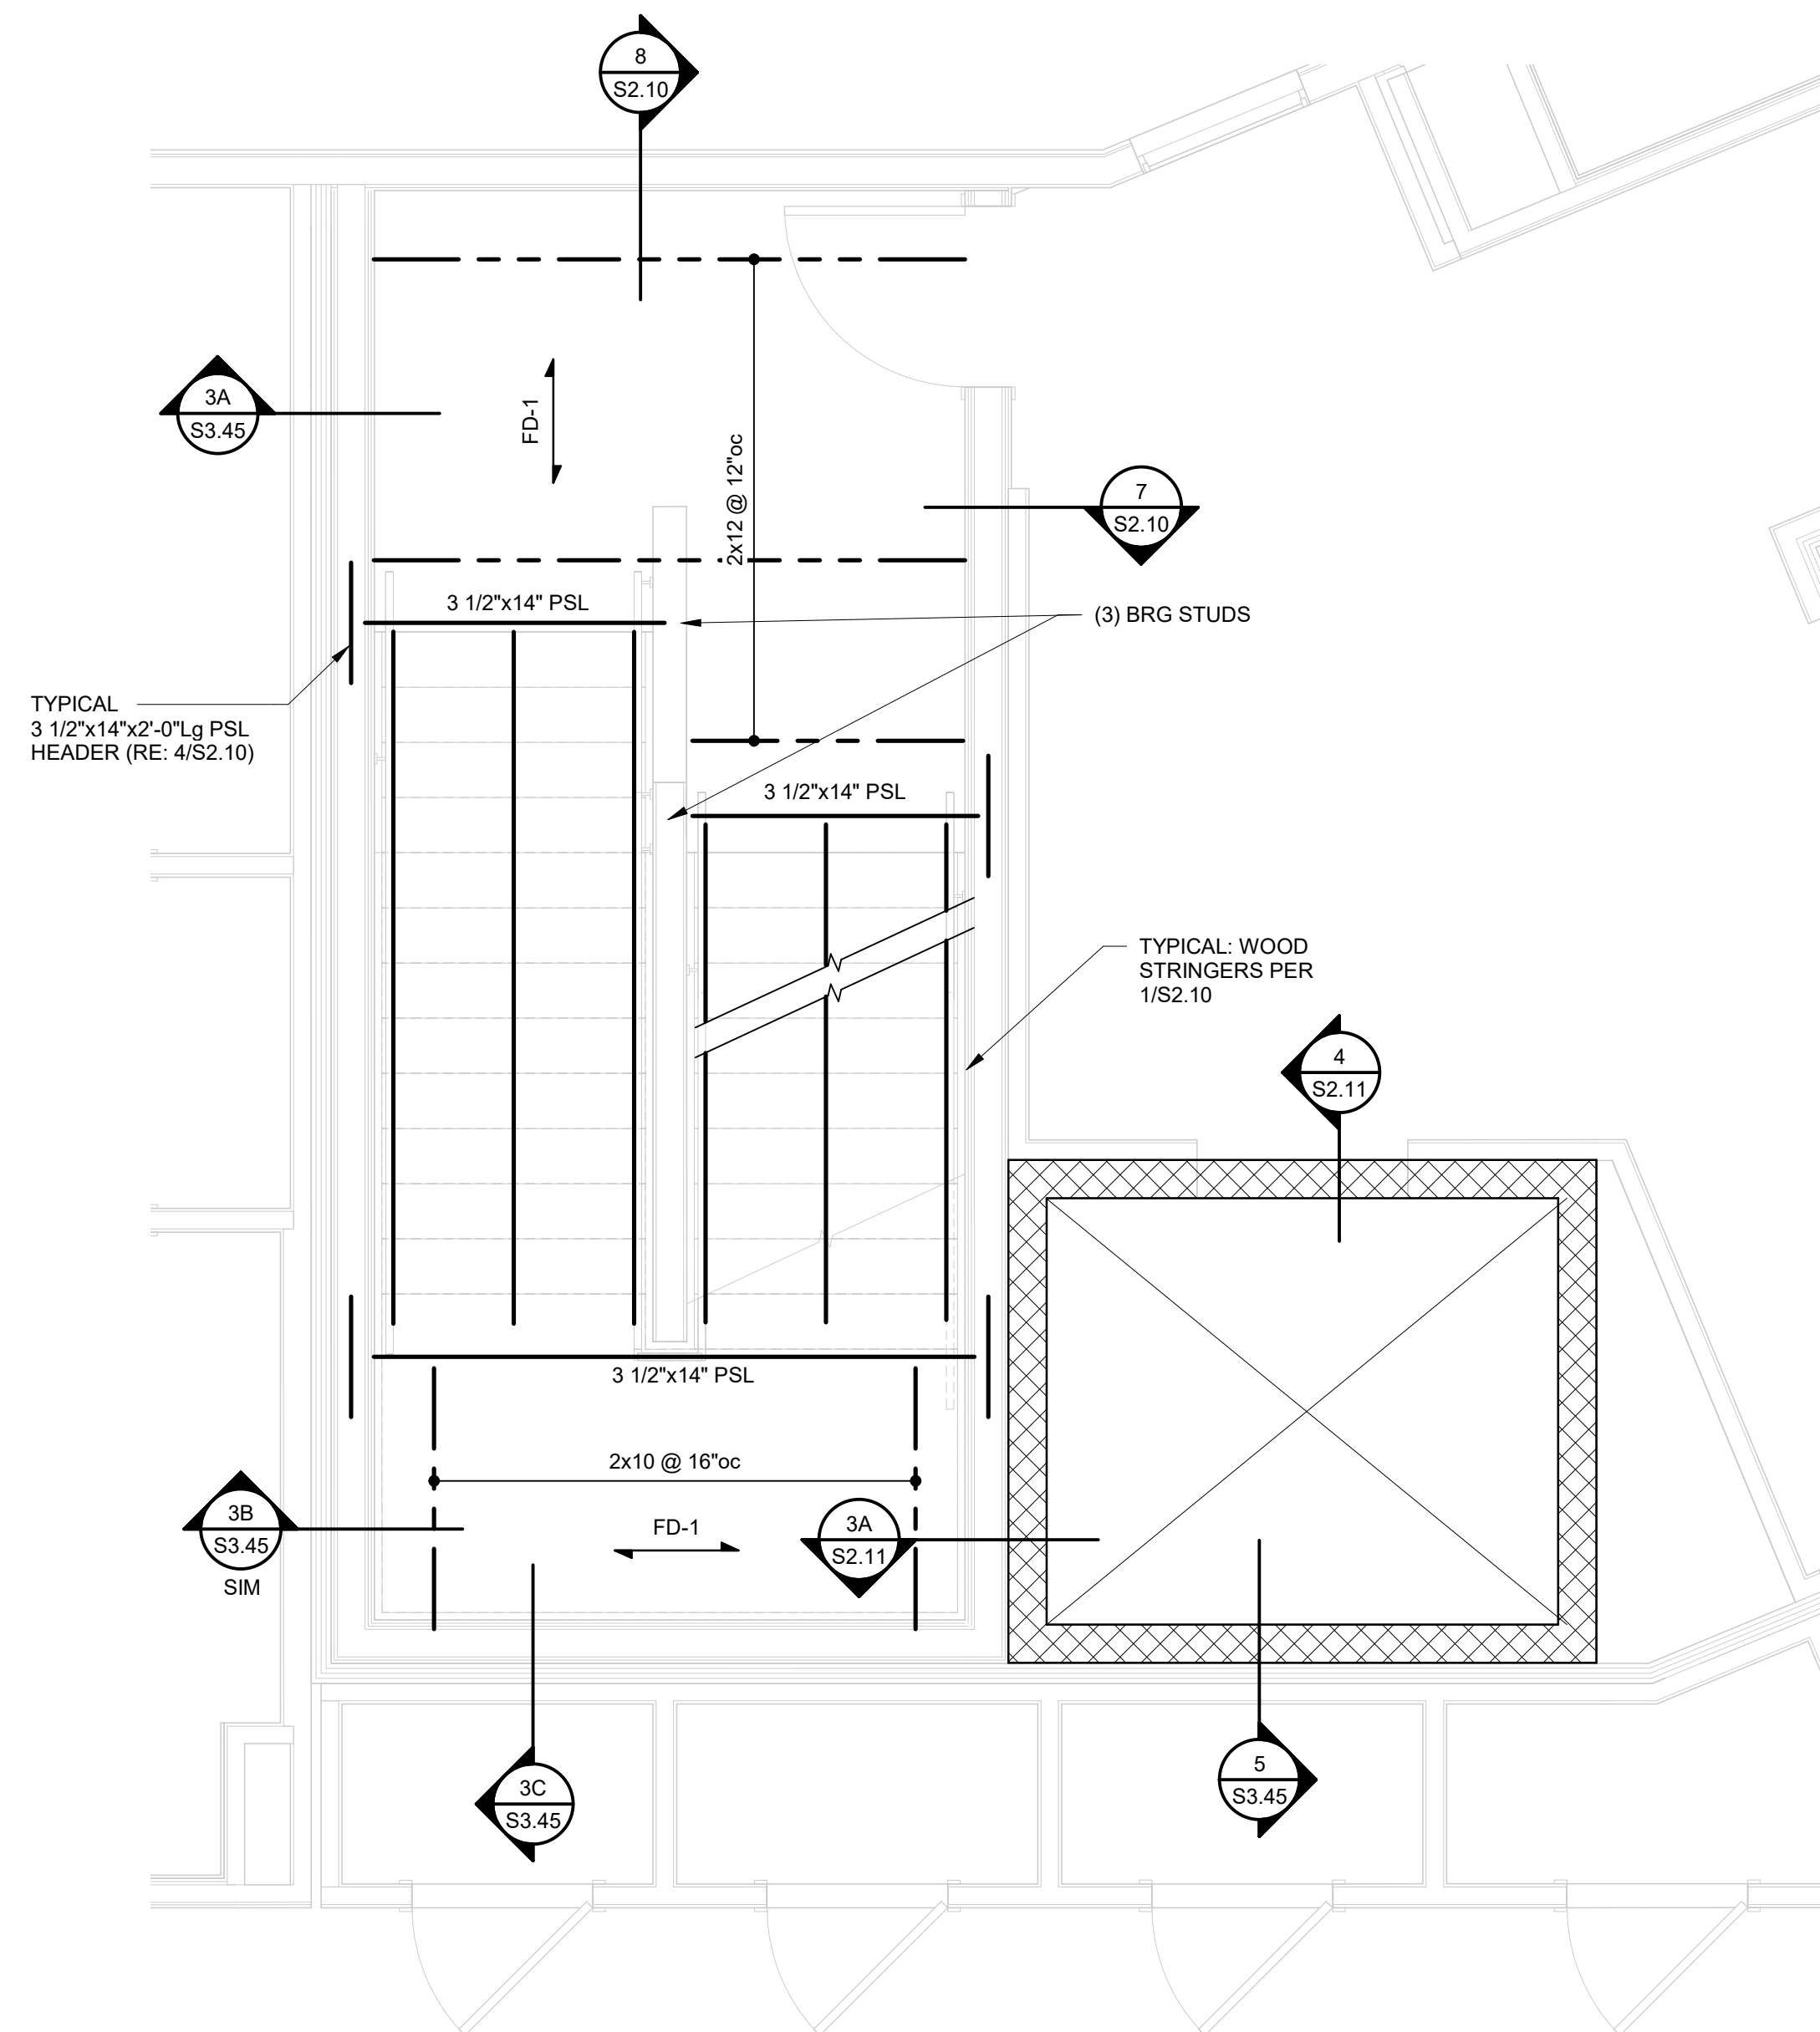 8
S2.10
3A
S3.45
FD-1
2x12 @ 12"oc
7
S2.10
3 1/2"x14" PSL
(3) BRG STUDS
TYPICAL
3 1/2"x14"x2'-0"Lg PSL
HEADER (RE: 4/S2.10)
3 1/2"x14" PSL
TYPICAL: WOOD
STRINGERS PER
1/S2.10
4
S2.11
3 1/2"x14" PSL
2x10 @ 16"oc
3B
S3.45
SIM
FD-1
3A
S2.11
3C
S3.45
5
S3.45